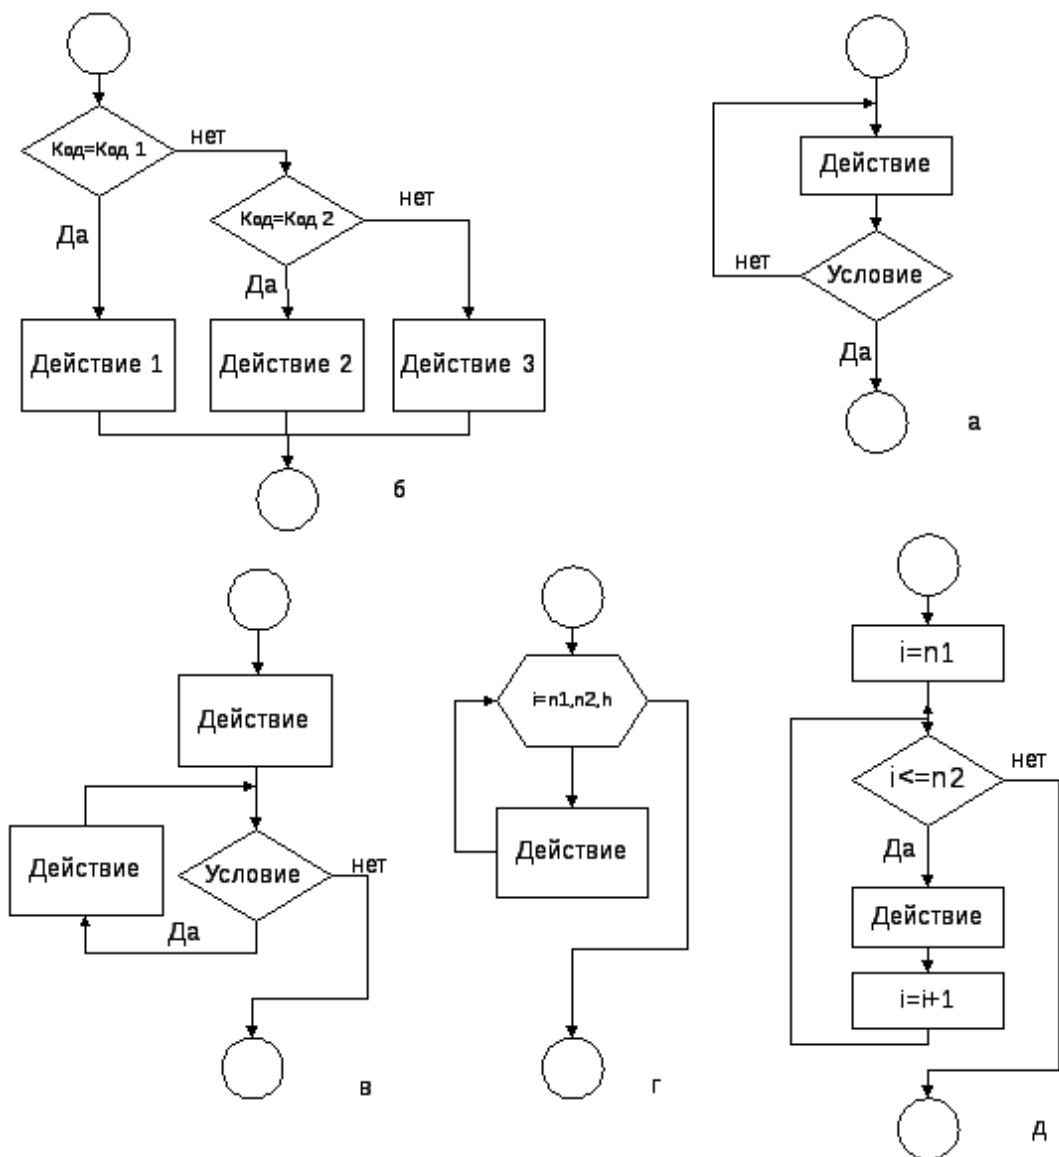 Код=Код 1
нет
Код=Код 2
нет
Да
Да
Действие 1
Действие 2
Действие 3
б
Действие
Условие
нет
Да
а
Действие
Действие
Условие
нет
Да
в
i=n1,n2,h
Действие
г
i=n1
i<=n2
нет
Да
Действие
i=i+1
д